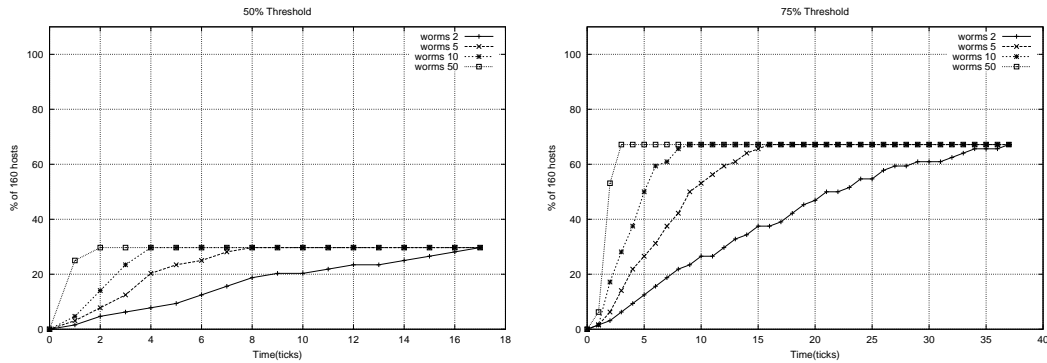 50% Threshold
worms 2
worms 5
worms 10
worms 50
100
80
60
40
20
0
% of 160 hosts
0 2 4 6 8 10 12 14 16 18
Time(ticks)
75% Threshold
worms 2
worms 5
worms 10
worms 50
100
80
60
40
20
0
% of 160 hosts
0 5 10 15 20 25 30 35 40
Time(ticks)